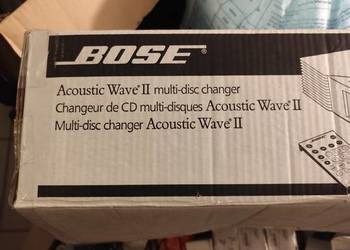 BOSE®
Acoustic Wave® II multi-disc changer
Changeur de CD multi-disques Acoustic Wave® II
Multi-disc changer Acoustic Wave® II